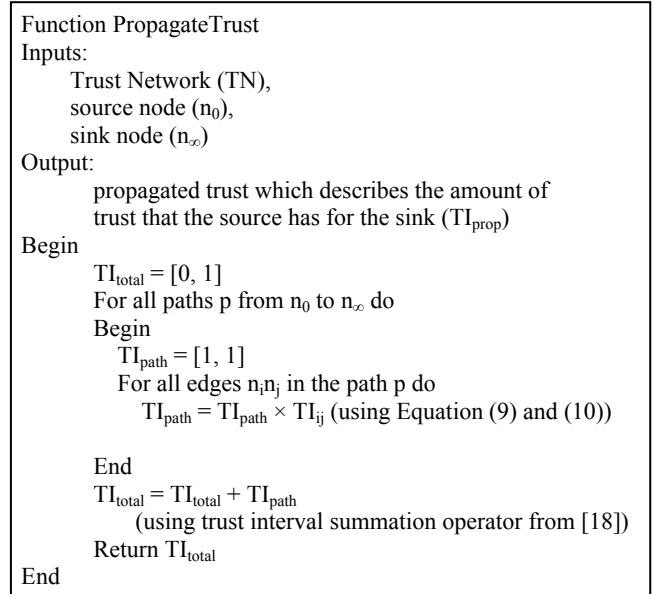 Function PropagateTrust
Inputs:
Trust Network (TN),
source node (n₀),
sink node (n∞)
Output:
propagated trust which describes the amount of
trust that the source has for the sink (TIprop)
Begin
TItotal = [0, 1]
For all paths p from n₀ to n∞ do
Begin
TIpath = [1, 1]
For all edges nᵢnⱼ in the path p do
TIpath = TIpath × TIij (using Equation (9) and (10))
End
TItotal = TItotal + TIpath
(using trust interval summation operator from [18])
Return TItotal
End